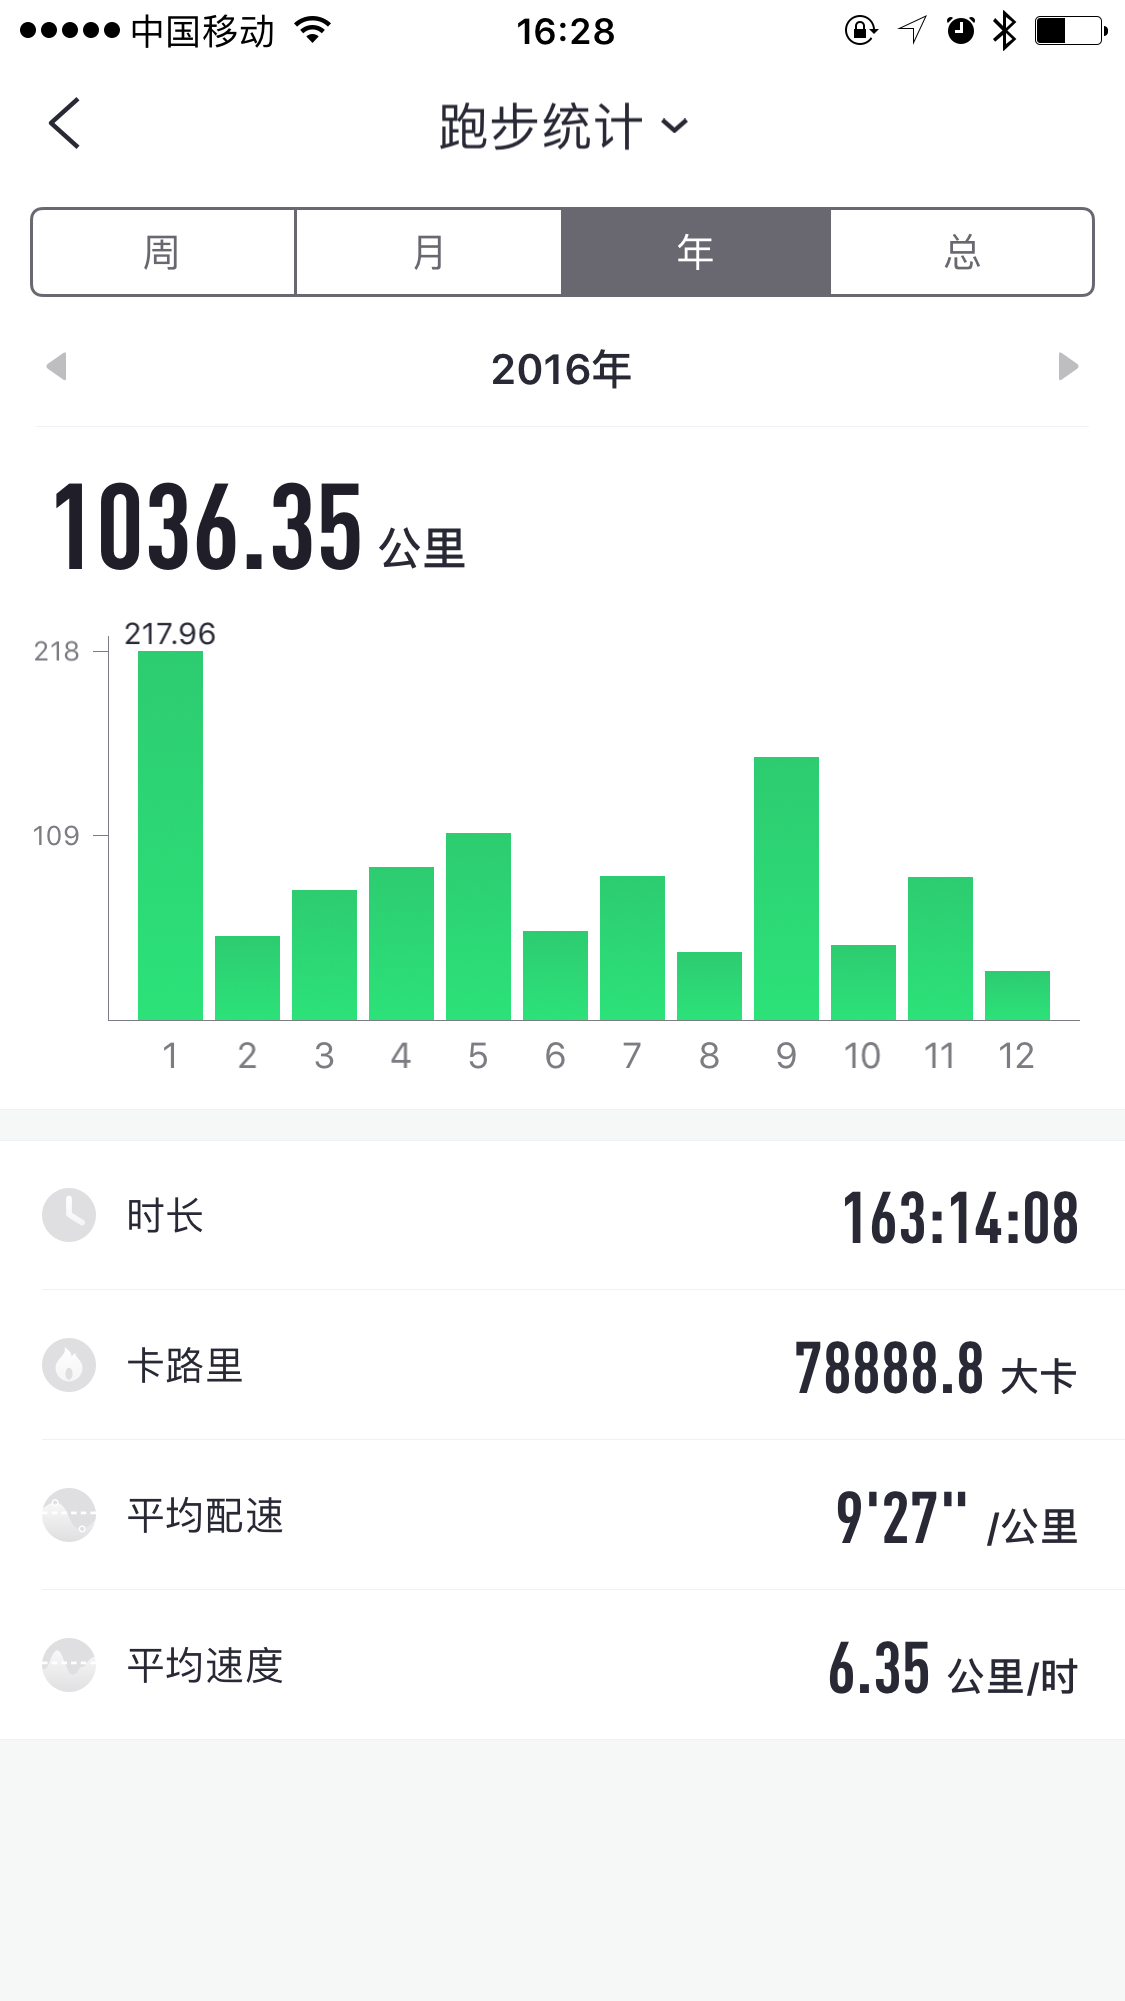 中国移动 16:28
跑步统计
周 月 年 总
2016年
1036.35 公里
217.96
218
109
1 2 3 4 5 6 7 8 9 10 11 12
时长 163:14:08
卡路里 78888.8 大卡
平均配速 9'27" /公里
平均速度 6.35 公里/时